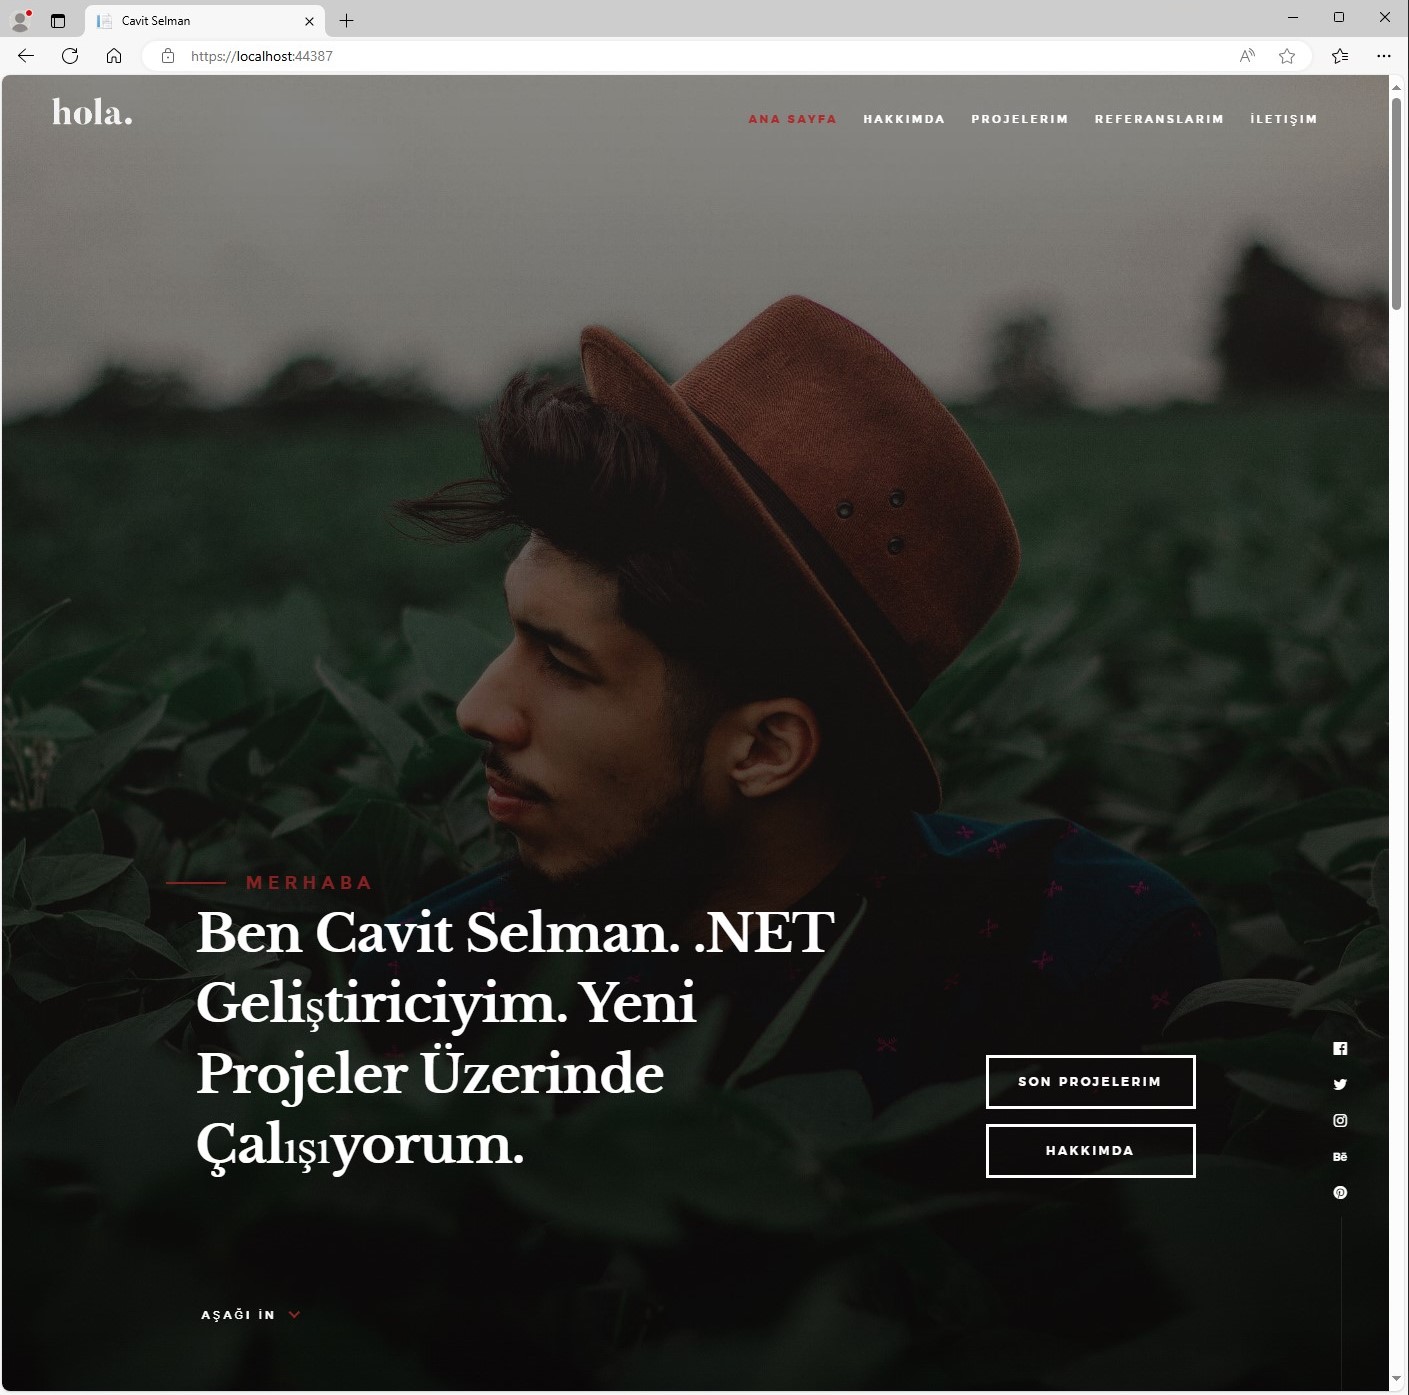 Cavit Selman
https://localhost:44387
hola.
ANA SAYFA HAKKIMDA PROJELERIM REFERANSLARIM İLETIŞIM
MERHABA
Ben Cavit Selman. .NET
Geliştiriciyim. Yeni
Projeler Üzerinde
Çalışıyorum.
SON PROJELERIM
HAKKIMDA
Bē
AŞAĞI İN